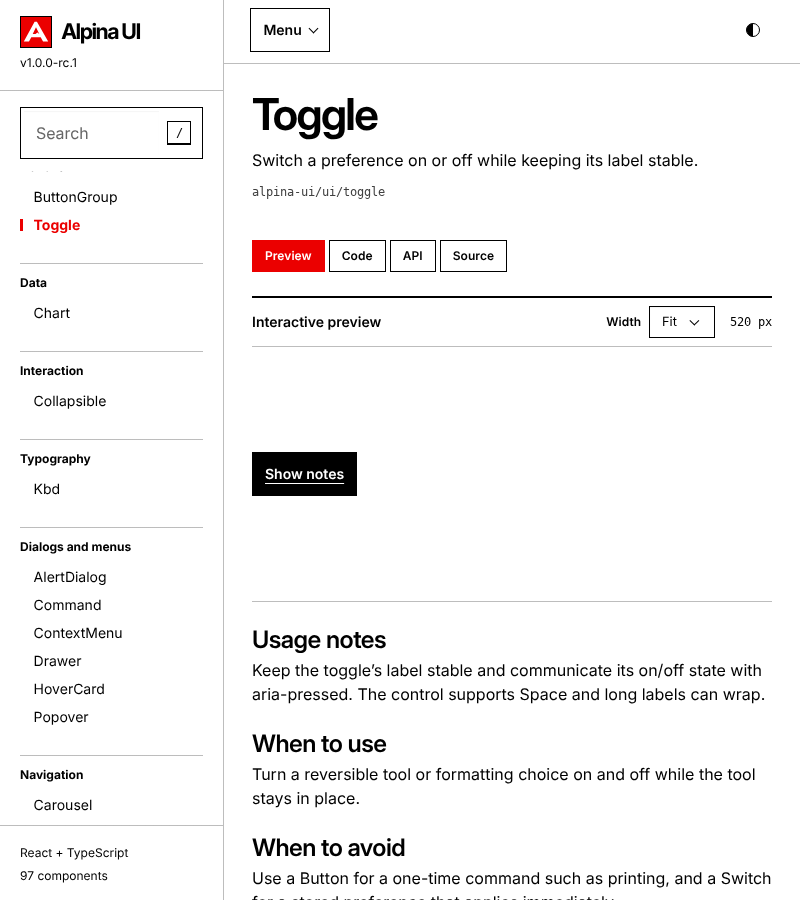 Alpina UI
v1.0.0-rc.1
Search
/
ButtonGroup
Toggle
Data
Chart
Interaction
Collapsible
Typography
Kbd
Dialogs and menus
AlertDialog
Command
ContextMenu
Drawer
HoverCard
Popover
Navigation
Carousel
React + TypeScript
97 components
Menu
Toggle
Switch a preference on or off while keeping its label stable.
alpina-ui/ui/toggle
Preview Code API Source
Interactive preview Width Fit 520 px
Show notes
Usage notes
Keep the toggle’s label stable and communicate its on/off state with
aria-pressed. The control supports Space and long labels can wrap.
When to use
Turn a reversible tool or formatting choice on and off while the tool
stays in place.
When to avoid
Use a Button for a one-time command such as printing, and a Switch